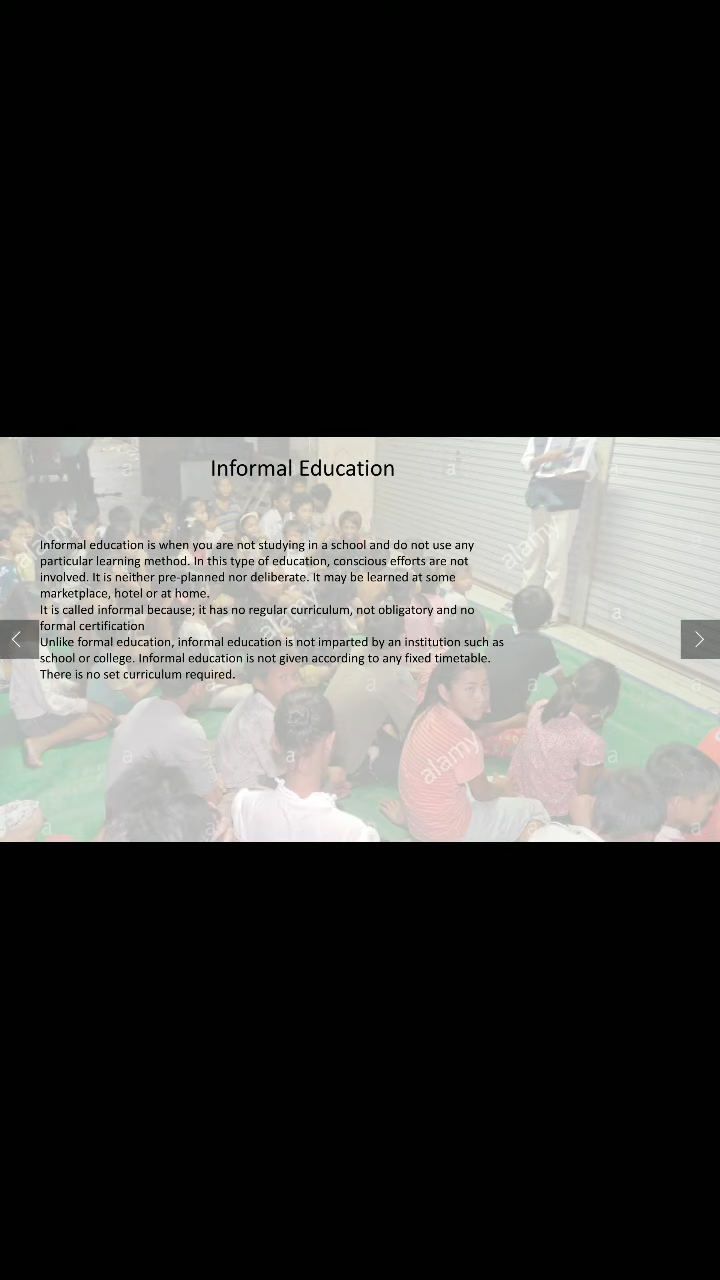 Informal Education
Informal education is when you are not studying in a school and do not use any
particular learning method. In this type of education, conscious efforts are not
involved. It is neither pre-planned nor deliberate. It may be learned at some
marketplace, hotel or at home.
It is called informal because; it has no regular curriculum, not obligatory and no
formal certification
Unlike formal education, informal education is not imparted by an institution such as
school or college. Informal education is not given according to any fixed timetable.
There is no set curriculum required.
alamy
alamy
alamy
alamy
a
a
a
a
a
a
a
a
a
a
a
a